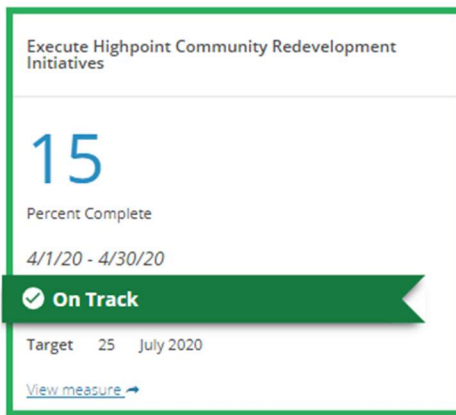 Execute Highpoint Community Redevelopment
Initiatives
15
Percent Complete
4/1/20 - 4/30/20
On Track
Target 25 July 2020
View measure